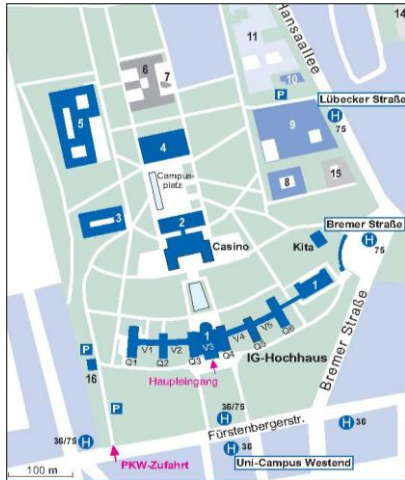 Hansaallee
14
11
6
7
10
P
Lübecker Straße
H
75
5
9
4
Campus-
platz
8
15
3
2
Bremer Straße
Casino
Kita
H
75
1
1
V3
V4
V5
Q6
Q5
Q4
Q3
V2
V1
Q1
Q2
IG-Hochhaus
Bremer Straße
P
Haupteingang
16
P
36/75
H
Fürstenbergerstr.
H
36
36/75
H
H
36
PKW-Zufahrt
Uni-Campus Westend
100 m